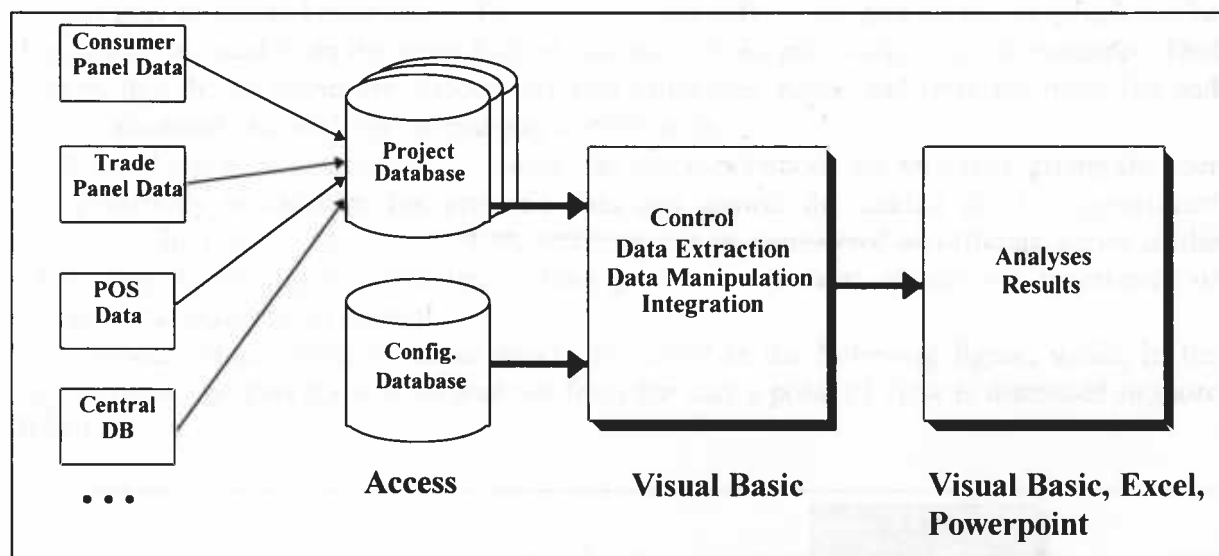 Consumer
Panel Data
Trade
Panel Data
POS
Data
Central
DB
• • •
Project
Database
Config.
Database
Access
Control
Data Extraction
Data Manipulation
Integration
Visual Basic
Analyses
Results
Visual Basic, Excel,
Powerpoint